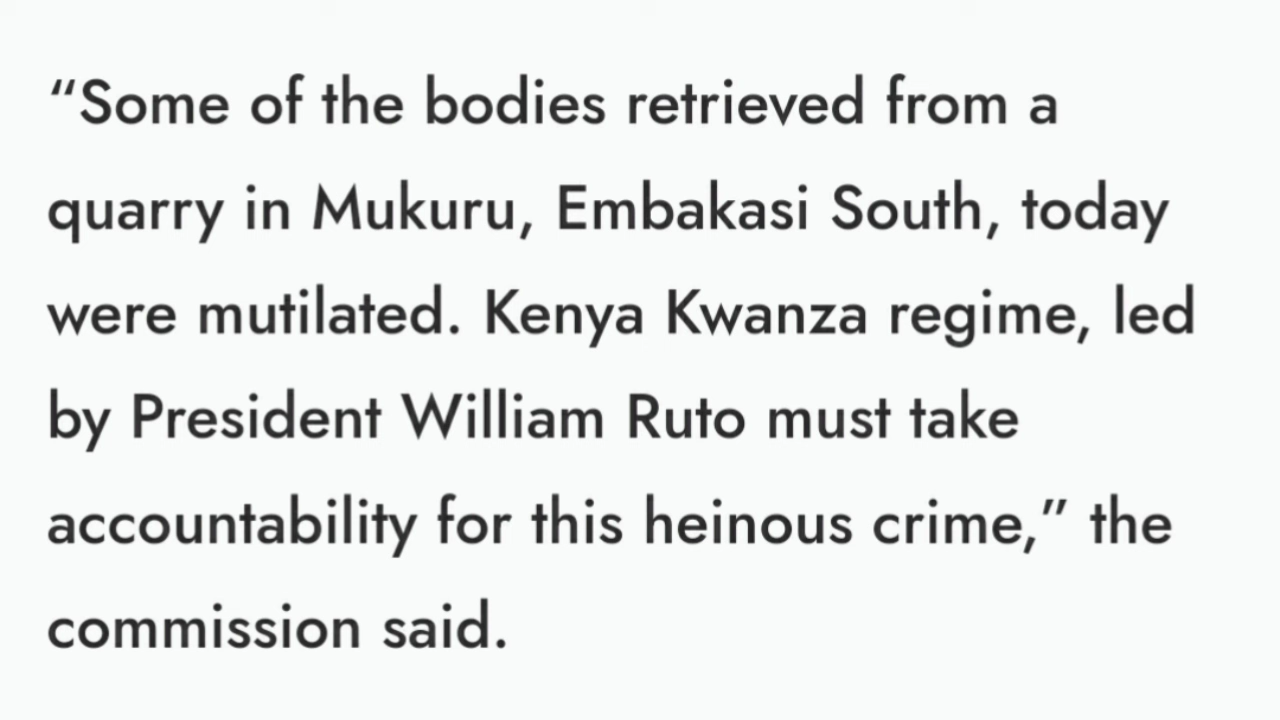 “Some of the bodies retrieved from a
quarry in Mukuru, Embakasi South, today
were mutilated. Kenya Kwanza regime, led
by President William Ruto must take
accountability for this heinous crime,” the
commission said.